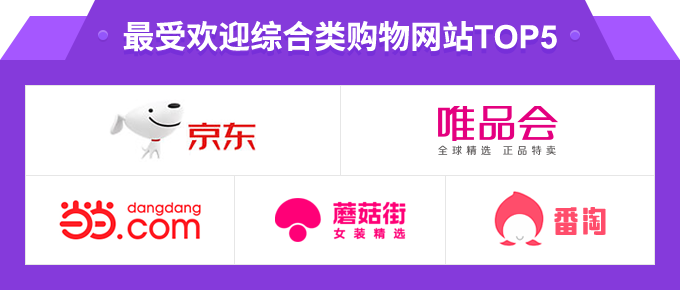 最受欢迎综合类购物网站TOP5
京东
唯品会
全球精选 正品特卖
当当
dangdang
.com
蘑菇街
女装精选
番淘